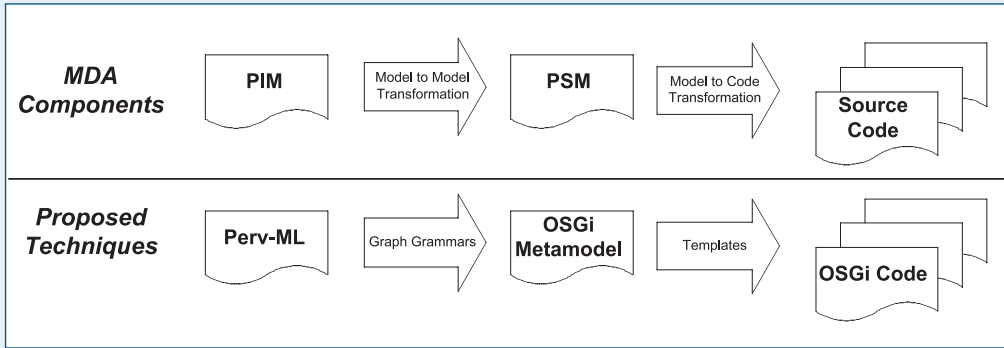 MDA
Components
PIM
Model to Model
Transformation
PSM
Model to Code
Transformation
Source
Code
Proposed
Techniques
Perv-ML
Graph Grammars
OSGi
Metamodel
Templates
OSGi Code